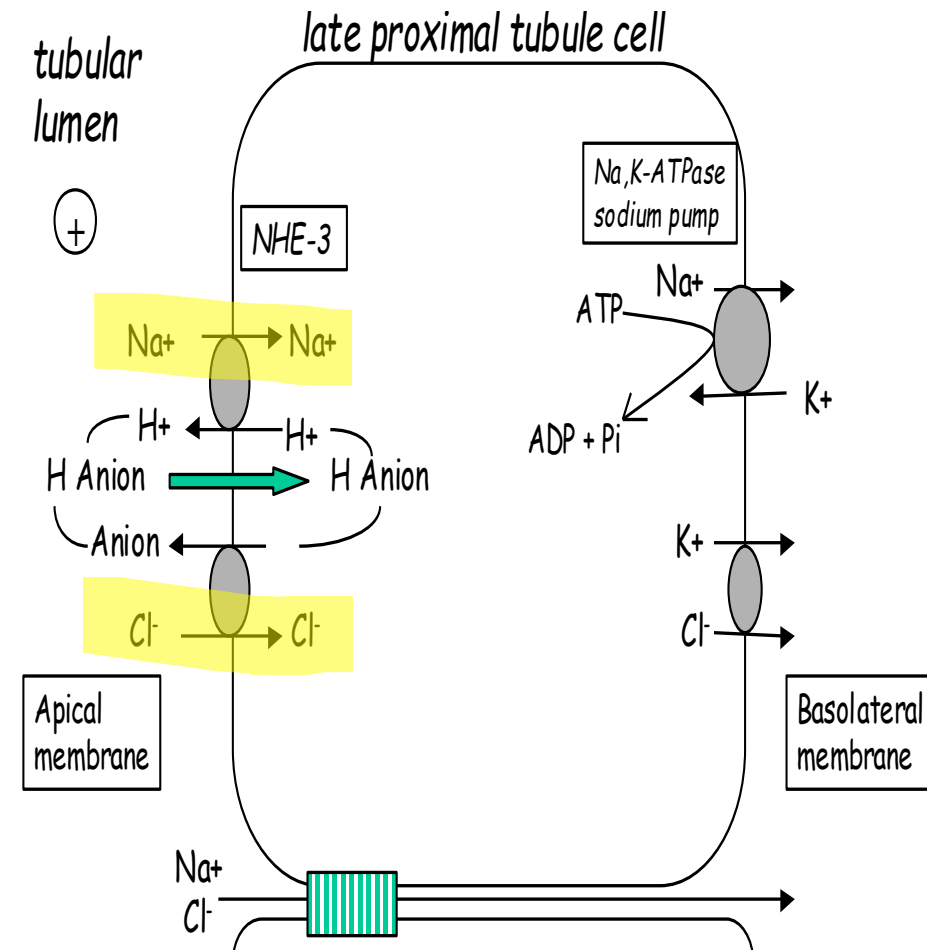 late proximal tubule cell
tubular
lumen
+
NHE-3
Na,K-ATPase
sodium pump
Na+ Na+
H+ H+
H Anion H Anion
Anion
Cl- Cl-
ATP
Na+
K+
ADP + Pi
K+
Cl-
Apical
membrane
Basolateral
membrane
Na+
Cl-